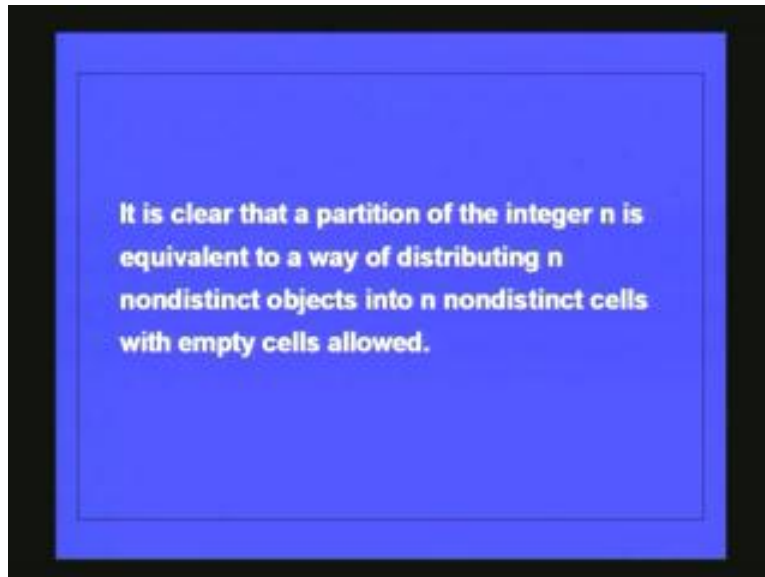 It is clear that a partition of the integer n is
equivalent to a way of distributing n
nondistinct objects into n nondistinct cells
with empty cells allowed.